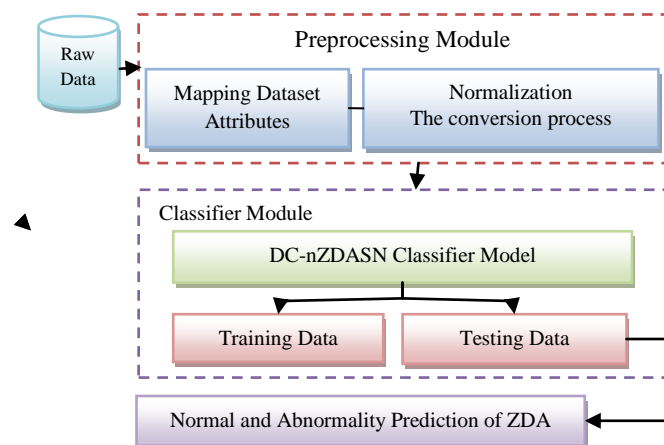 Raw
Data
Preprocessing Module
Mapping Dataset
Attributes
Normalization
The conversion process
Classifier Module
DC-nZDASN Classifier Model
Training Data
Testing Data
Normal and Abnormality Prediction of ZDA